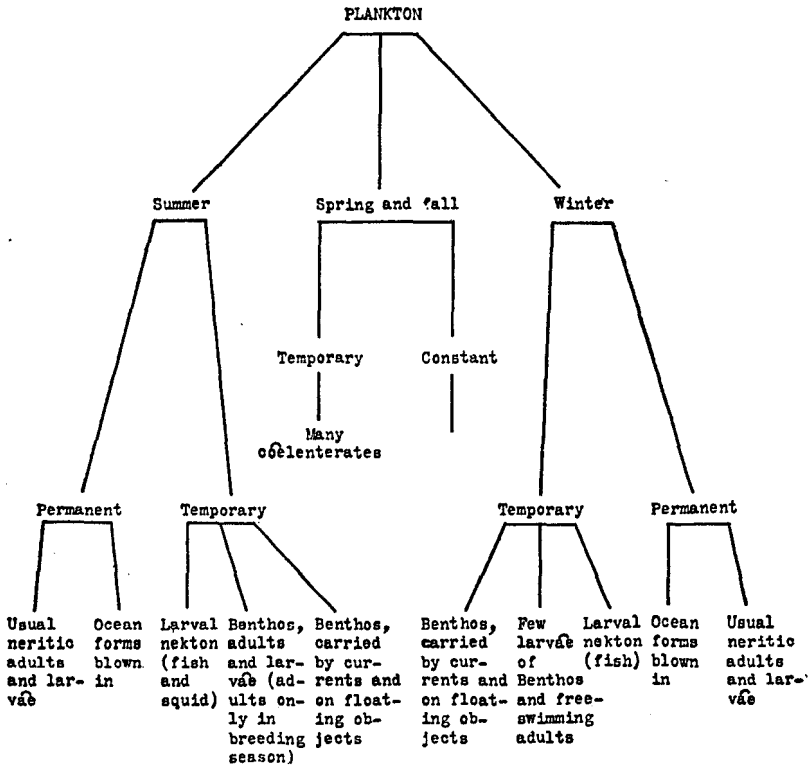 PLANKTON
Summer
Spring and fall
Winter
Temporary
Constant
Many
coelenterates
Permanent
Temporary
Temporary
Permanent
Usual
neritic
adults
and lar-
vae
Ocean
forms
blown
in
Larval
nekton
(fish
and
squid)
Benthos,
adults
and lar-
vae (ad-
ults on-
ly in
breeding
season)
Benthos,
carried
by cur-
rents and
on float-
ing ob-
jects
Benthos,
carried
by cur-
rents and
on float-
ing ob-
jects
Few
larvae
of
Benthos
and free-
swimming
adults
Larval
nekton
(fish)
Ocean
forms
blown
in
Usual
neritic
adults
and lar-
vae